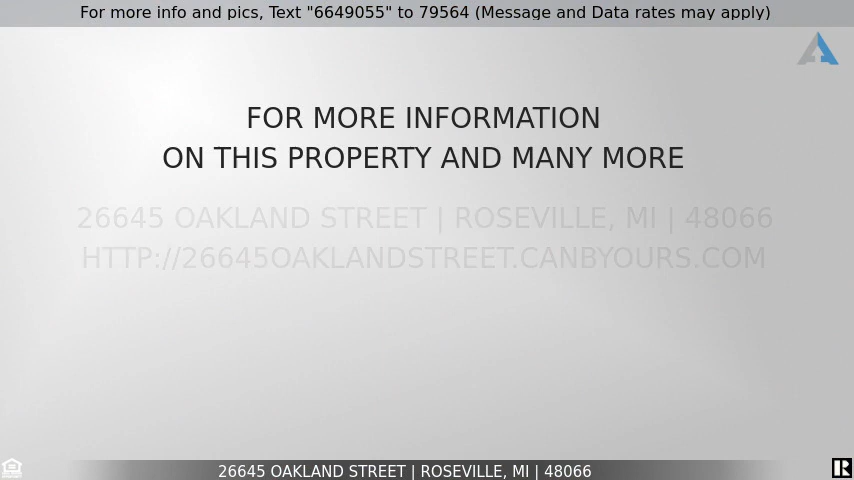 For more info and pics, Text "6649055" to 79564 (Message and Data rates may apply)
FOR MORE INFORMATION
ON THIS PROPERTY AND MANY MORE
26645 OAKLAND STREET | ROSEVILLE, MI | 48066
HTTP://26645OAKLANDSTREET.CANBYOURS.COM
26645 OAKLAND STREET | ROSEVILLE, MI | 48066